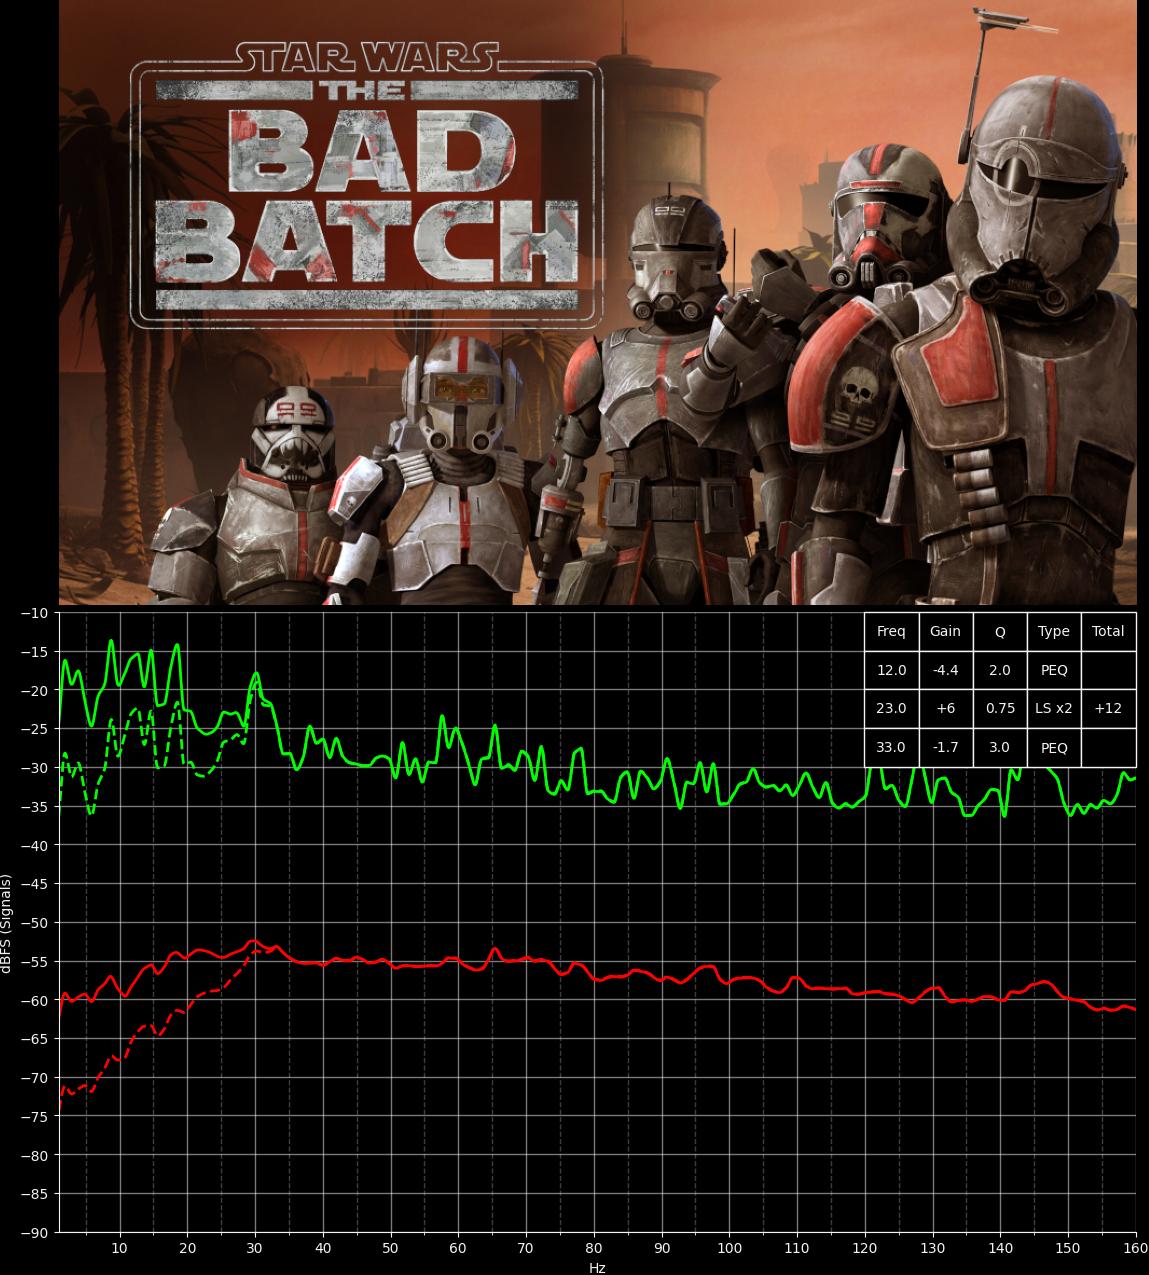 STAR WARS
THE
BAD
BATCH
Freq Gain Q Type Total
12.0 -4.4 2.0 PEQ
23.0 +6 0.75 LS x2 +12
33.0 -1.7 3.0 PEQ
−10
−15
−20
−25
−30
−35
−40
−45
−50
−55
−60
−65
−70
−75
−80
−85
−90
dBFS (Signals)
10 20 30 40 50 60 70 80 90 100 110 120 130 140 150 160
Hz